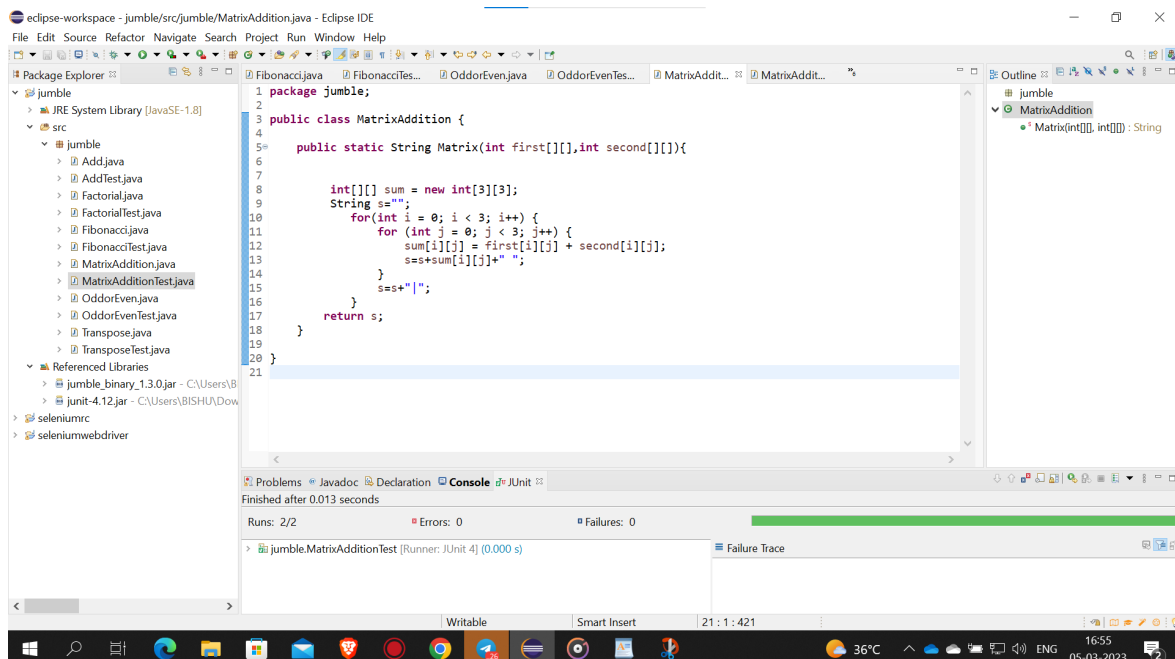 eclipse-workspace - jumble/src/jumble/MatrixAddition.java - Eclipse IDE
File Edit Source Refactor Navigate Search Project Run Window Help
Package Explorer
jumble
JRE System Library [JavaSE-1.8]
src
jumble
Add.java
AddTest.java
Factorial.java
FactorialTest.java
Fibonacci.java
FibonacciTest.java
MatrixAddition.java
MatrixAdditionTest.java
OddorEven.java
OddorEvenTest.java
Transpose.java
TransposeTest.java
Referenced Libraries
jumble_binary_1.3.0.jar - C:\Users\B
junit-4.12.jar - C:\Users\BISHU\Dow
seleniumrc
seleniumwebdriver
Fibonacci.java FibonacciTes... OddorEven.java OddorEvenTes... MatrixAddit... MatrixAddit... »6
1 package jumble;
2
3 public class MatrixAddition {
4
5 public static String Matrix(int first[][],int second[][]){
6
7
8 int[][] sum = new int[3][3];
9 String s="";
10 for(int i = 0; i < 3; i++) {
11 for (int j = 0; j < 3; j++) {
12 sum[i][j] = first[i][j] + second[i][j];
13 s=s+sum[i][j]+" ";
14 }
15 s=s+"|";
16 }
17 return s;
18 }
19
20 }
21
Outline
jumble
MatrixAddition
S Matrix(int[][], int[][]) : String
Problems Javadoc Declaration Console JUnit
Finished after 0.013 seconds
Runs: 2/2 Errors: 0 Failures: 0
jumble.MatrixAdditionTest [Runner: JUnit 4] (0.000 s)
Failure Trace
Writable Smart Insert 21 : 1 : 421
26
36°C ENG 16:55
05-03-2023 2